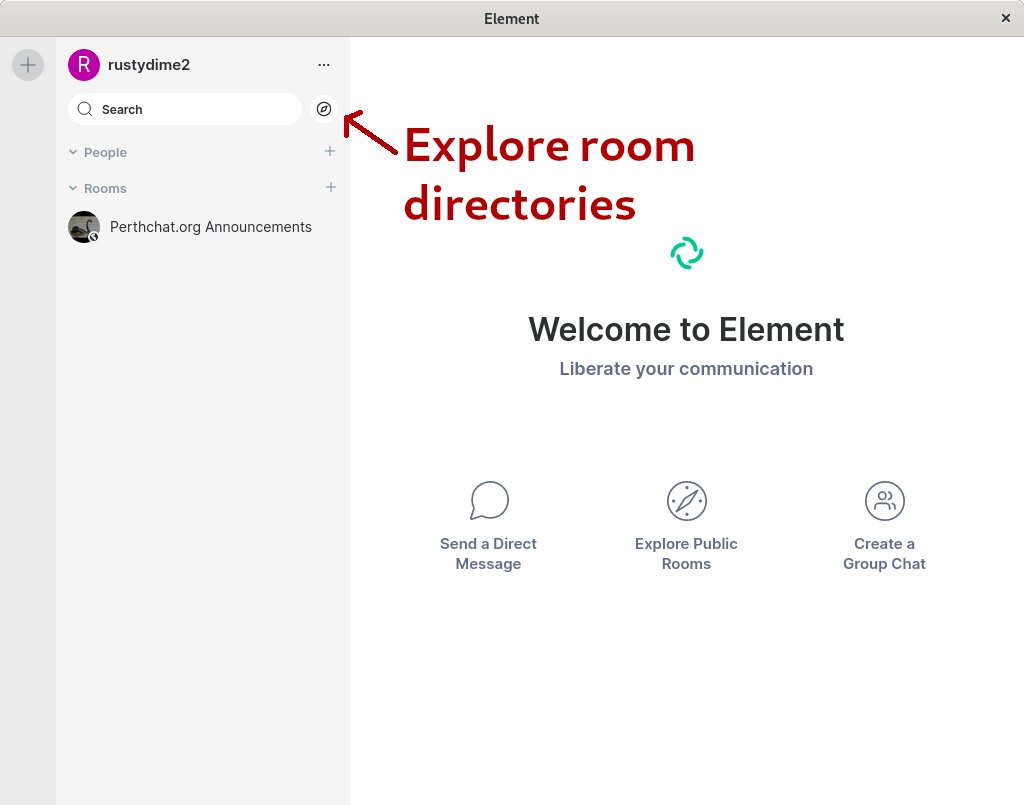 Element
R rustydime2
Search
People
Rooms
Perthchat.org Announcements
Explore room
directories
Welcome to Element
Liberate your communication
Send a Direct
Message
Explore Public
Rooms
Create a
Group Chat